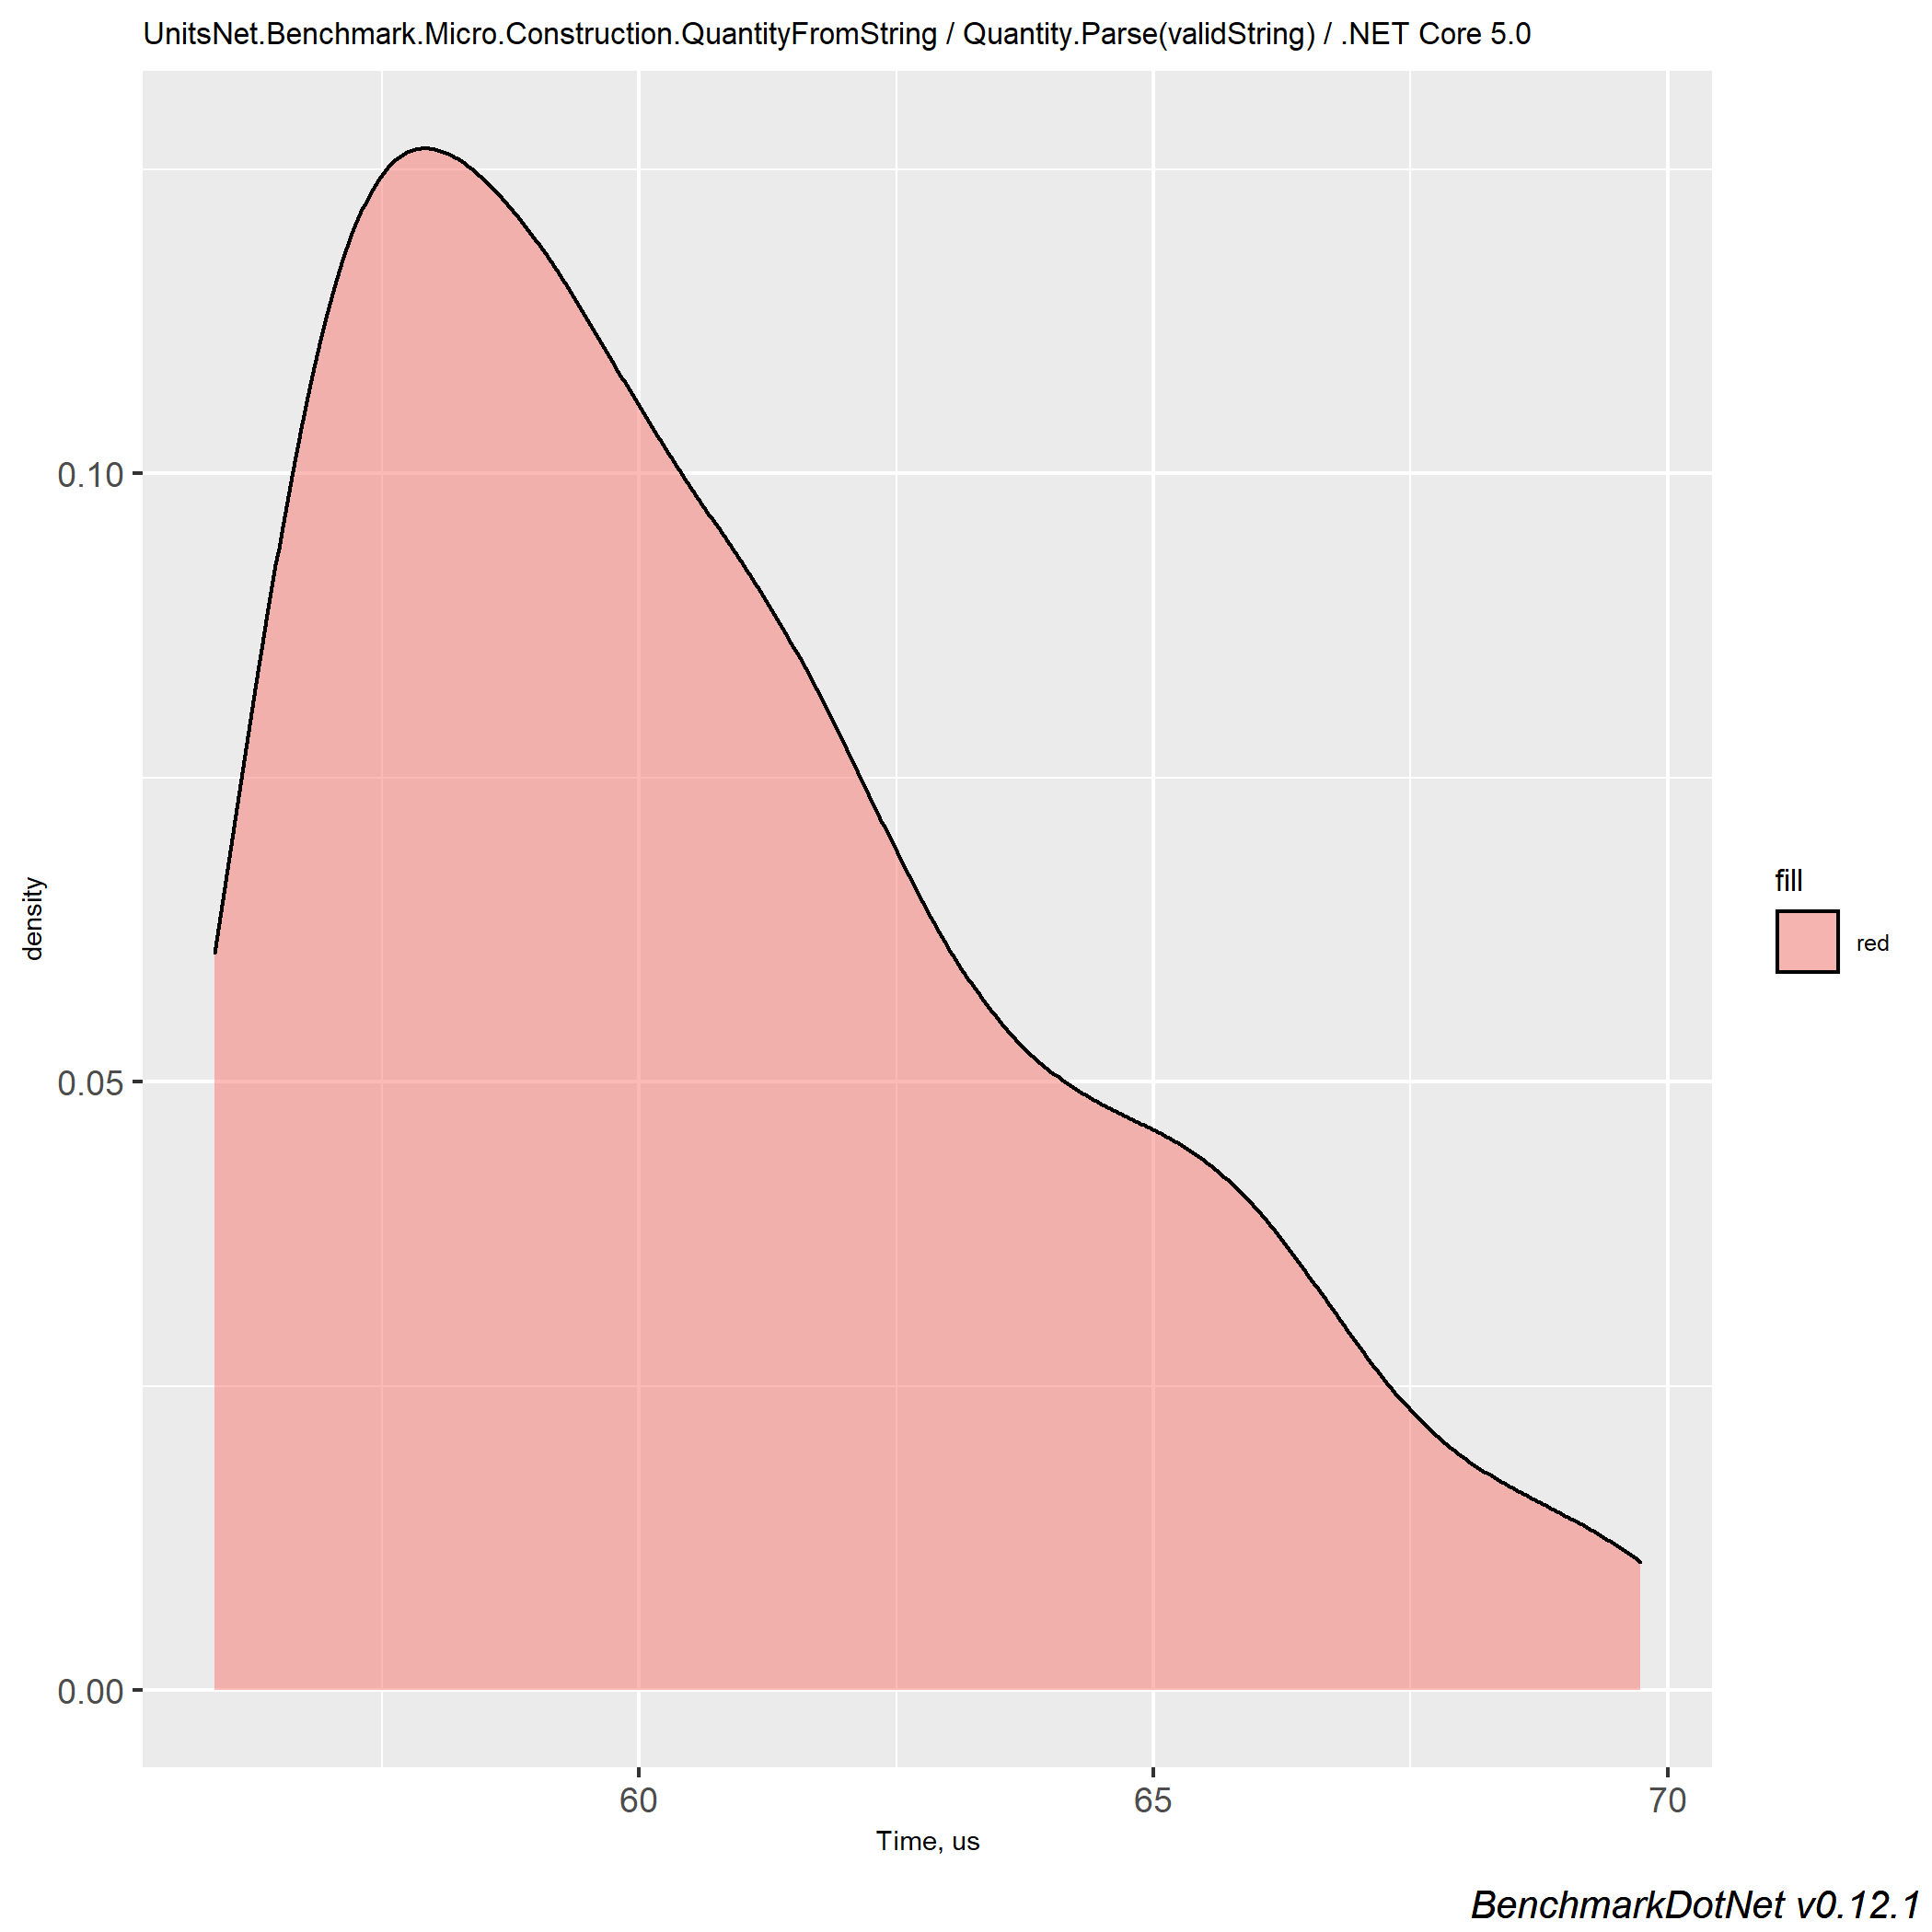 UnitsNet.Benchmark.Micro.Construction.QuantityFromString / Quantity.Parse(validString) / .NET Core 5.0
0.10
0.05
0.00
density
60 65 70
Time, us
fill
red
BenchmarkDotNet v0.12.1